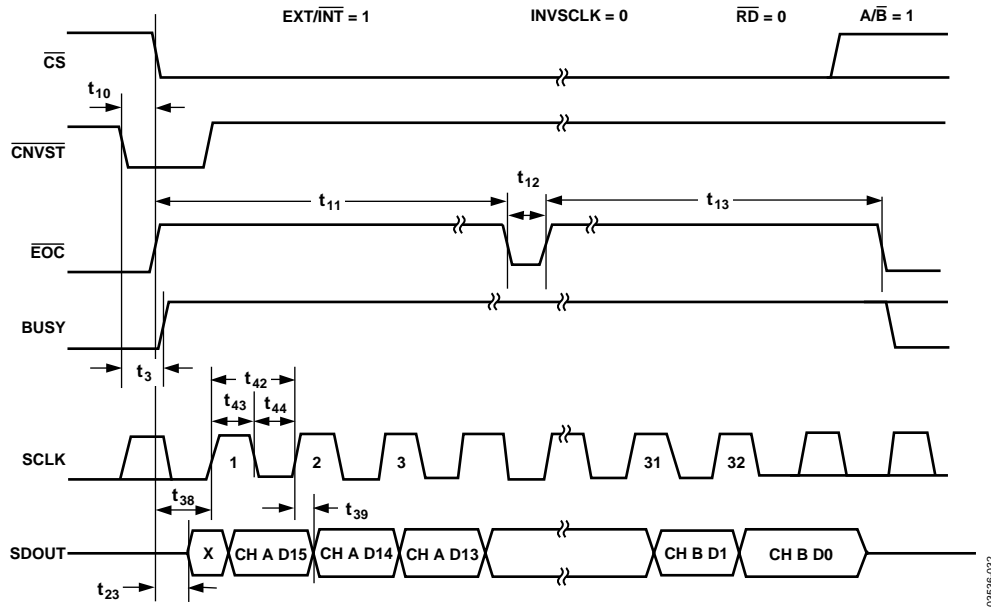 EXT/INT = 1 INVSCLK = 0 RD = 0 A/B = 1
CS
t10
CNVST
t11
t12
t13
EOC
BUSY
t3
t42
t43
t44
SCLK
1
2
3
31
32
t38
t39
SDOUT
X
CH A D15
CH A D14
CH A D13
CH B D1
CH B D0
t23
03636-032